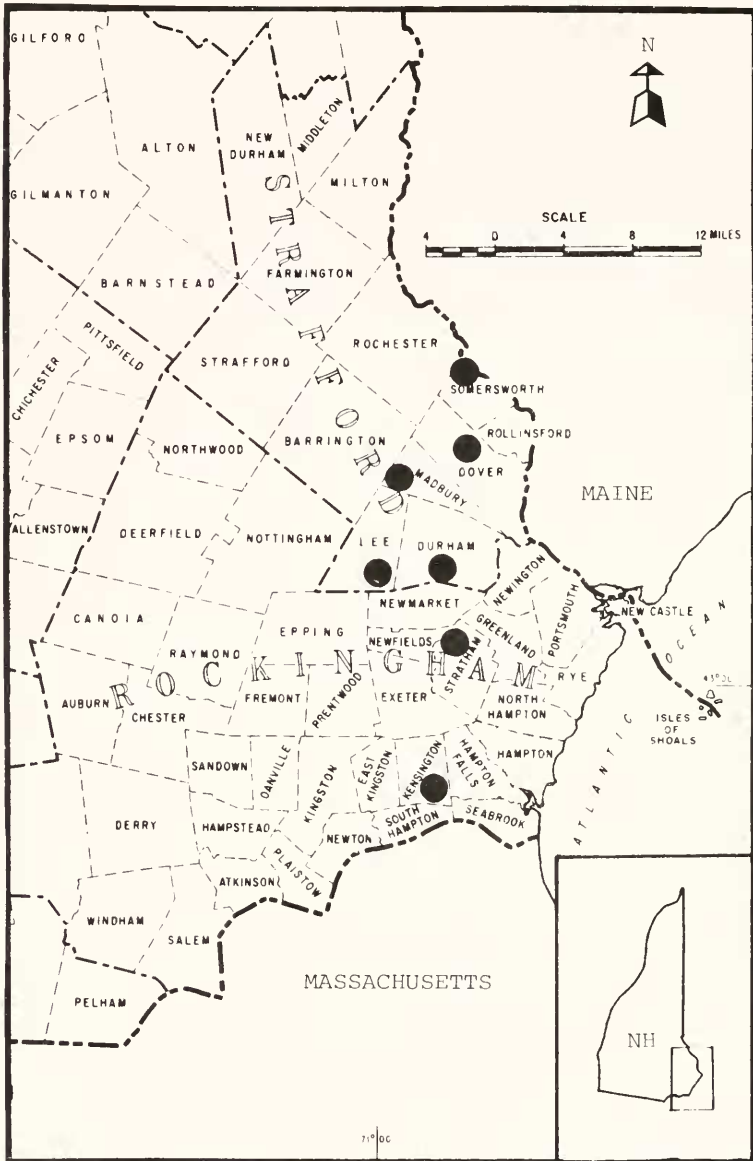 GILFORD
N
ALTON
NEW DURHAM
MIDDLETON
MILTON
GILMANTON
SCALE
4 0 4 8 12 MILES
STRAFFORD
FARMINGTON
BARNSTEAD
PITTSFIELD
ROCHESTER
STRAFFORD
CHICHESTER
SOMERSWORTH
EPSOM
NORTHWOOD
BARRINGTON
ROLLINSFORD
DOVER
MADBURY
MAINE
ALLENSTOWN
DEERFIELD
NOTTINGHAM
LEE
DURHAM
NEWINGTON
NEWMARKET
PORTSMOUTH
NEW CASTLE
CANDIA
EPPING
NEWFIELDS
GREENLAND
RAYMOND
STRATHAM
RYE
ATLANTIC OCEAN
ROCKINGHAM
AUBURN
CHESTER
FREMONT
BRENTWOOD
EXETER
NORTH HAMPTON
ISLES OF SHOALS
SANDOWN
DANVILLE
KINGSTON
EAST KINGSTON
KENSINGTON
HAMPTON FALLS
HAMPTON
DERRY
HAMPSTEAD
NEWTON
SOUTH HAMPTON
SEABROOK
PLAISTOW
ATKINSON
WINDHAM
SALEM
MASSACHUSETTS
PELHAM
NH